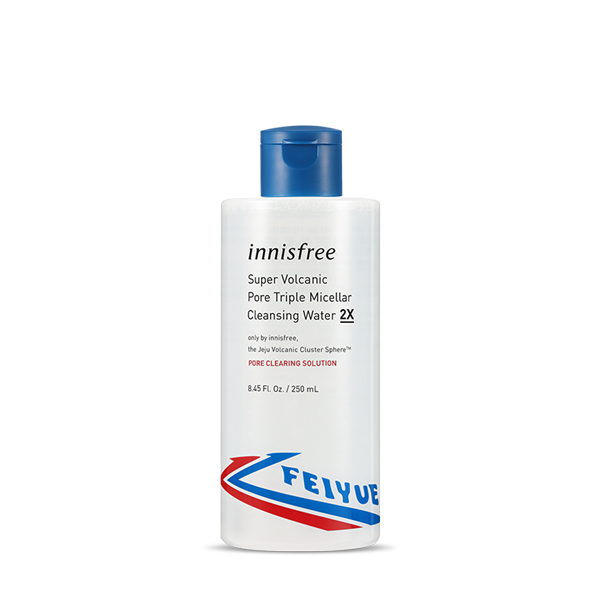 innisfree
Super Volcanic
Pore Triple Micellar
Cleansing Water 2X
only by innisfree,
the Jeju Volcanic Cluster Sphere™
PORE CLEARING SOLUTION
8.45 Fl. Oz. / 250 mL
FEIYUE